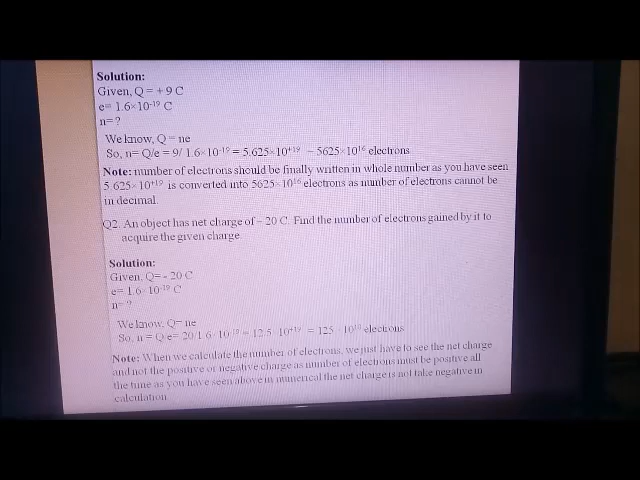 Solution:
Given, Q = +9 C
e= 1.6×10⁻¹⁹ C
n= ?
We know, Q = ne
So, n= Q/e = 9/ 1.6×10⁻¹⁹ = 5.625×10⁺¹⁹ = 5625×10¹⁶ electrons
Note: number of electrons should be finally written in whole number as you have seen
5.625×10⁺¹⁹ is converted into 5625×10¹⁶ electrons as number of electrons cannot be
in decimal.
Q2. An object has net charge of – 20 C. Find the number of electrons gained by it to
acquire the given charge.
Solution:
Given, Q= - 20 C
e= 1.6×10⁻¹⁹ C
n= ?
We know, Q= ne
So, n = Q/e= 20/1.6×10⁻¹⁹ = 12.5×10⁺¹⁹ = 125×10¹⁸ electrons
Note: When we calculate the number of electrons, we just have to see the net charge
and not the positive or negative charge as number of electrons must be positive all
the time as you have seen above in numerical the net charge is not take negative in
calculation.